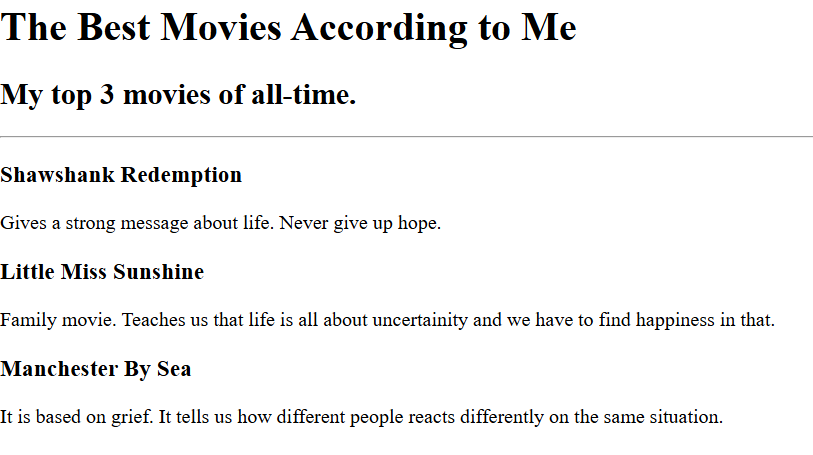 The Best Movies According to Me
My top 3 movies of all-time.
Shawshank Redemption
Gives a strong message about life. Never give up hope.
Little Miss Sunshine
Family movie. Teaches us that life is all about uncertainity and we have to find happiness in that.
Manchester By Sea
It is based on grief. It tells us how different people reacts differently on the same situation.